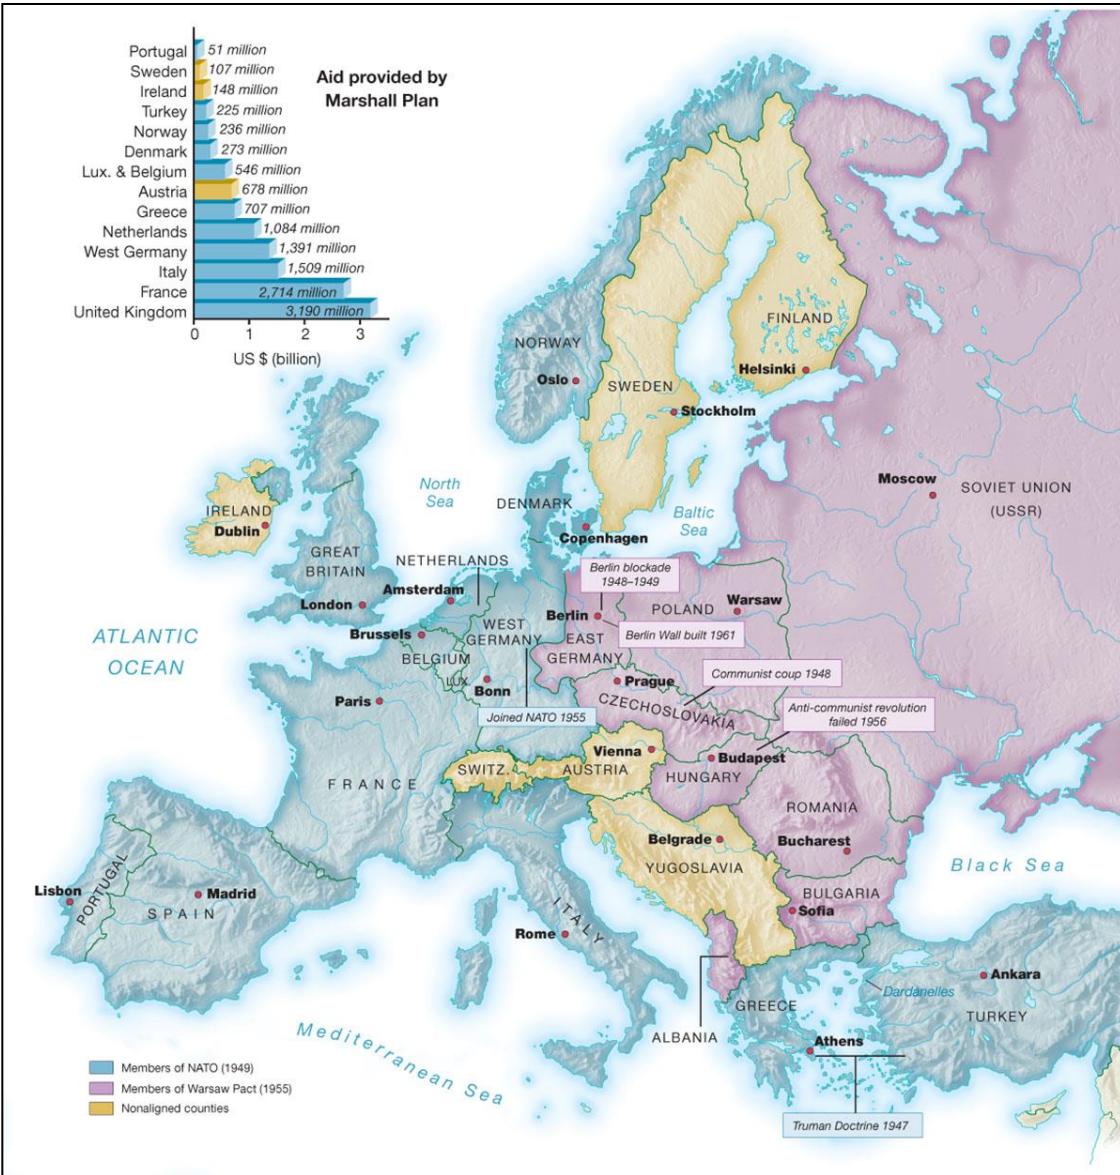 Aid provided by
Marshall Plan
Portugal 51 million
Sweden 107 million
Ireland 148 million
Turkey 225 million
Norway 236 million
Denmark 273 million
Lux. & Belgium 546 million
Austria 678 million
Greece 707 million
Netherlands 1,084 million
West Germany 1,391 million
Italy 1,509 million
France 2,714 million
United Kingdom 3,190 million
0 1 2 3
US $ (billion)
FINLAND
NORWAY
Helsinki
Oslo
SWEDEN
Stockholm
Moscow
SOVIET UNION
(USSR)
North
Sea
DENMARK
Baltic
Sea
IRELAND
Dublin
Copenhagen
GREAT
BRITAIN
NETHERLANDS
Berlin blockade
1948–1949
Amsterdam
London
Berlin
POLAND
Warsaw
ATLANTIC
OCEAN
Brussels
WEST
GERMANY
EAST
GERMANY
Berlin Wall built 1961
BELGIUM
LUX.
Bonn
Prague
Communist coup 1948
Paris
CZECHOSLOVAKIA
Joined NATO 1955
Anti-communist revolution
failed 1956
Vienna
Budapest
SWITZ.
AUSTRIA
HUNGARY
FRANCE
ROMANIA
Belgrade
Bucharest
YUGOSLAVIA
Black Sea
PORTUGAL
Lisbon
Madrid
SPAIN
BULGARIA
Sofia
ITALY
Rome
Ankara
Dardanelles
GREECE
TURKEY
ALBANIA
Athens
Mediterranean Sea
Members of NATO (1949)
Members of Warsaw Pact (1955)
Nonaligned counties
Truman Doctrine 1947